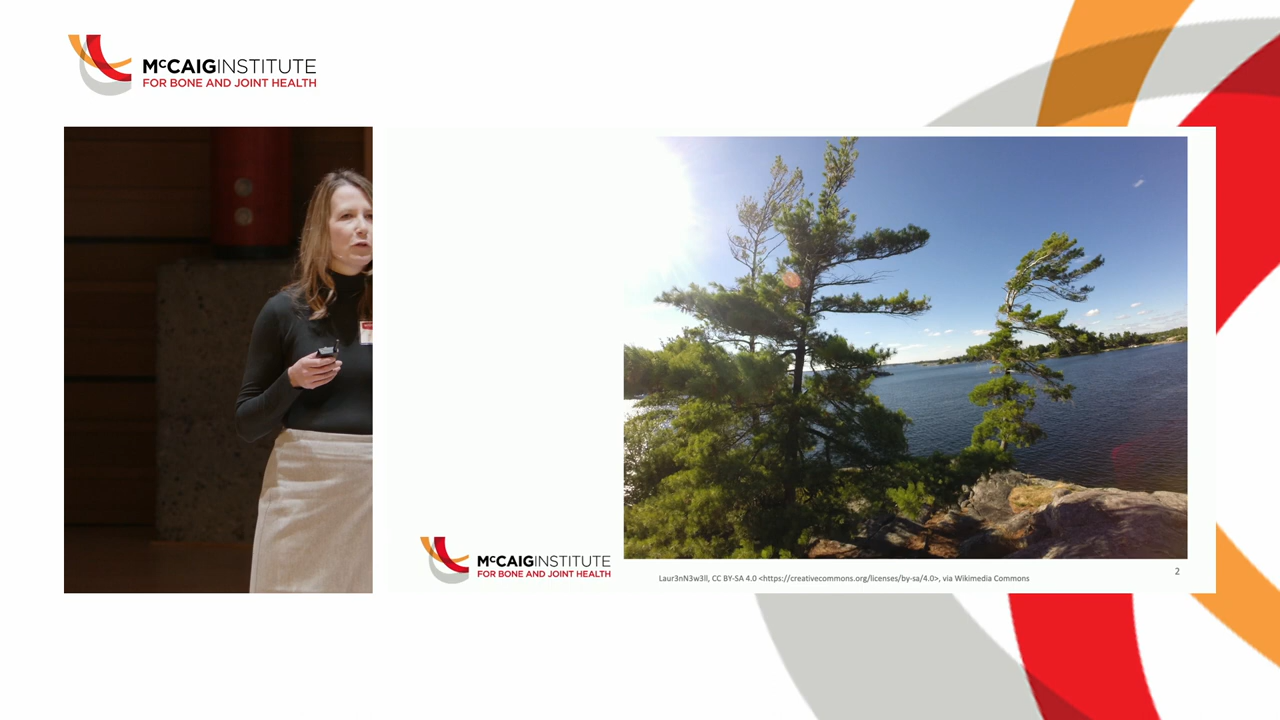 McCAIGINSTITUTE
FOR BONE AND JOINT HEALTH
McCAIGINSTITUTE
FOR BONE AND JOINT HEALTH
Laur3nN3w3ll, CC BY-SA 4.0 <https://creativecommons.org/licenses/by-sa/4.0>, via Wikimedia Commons
2